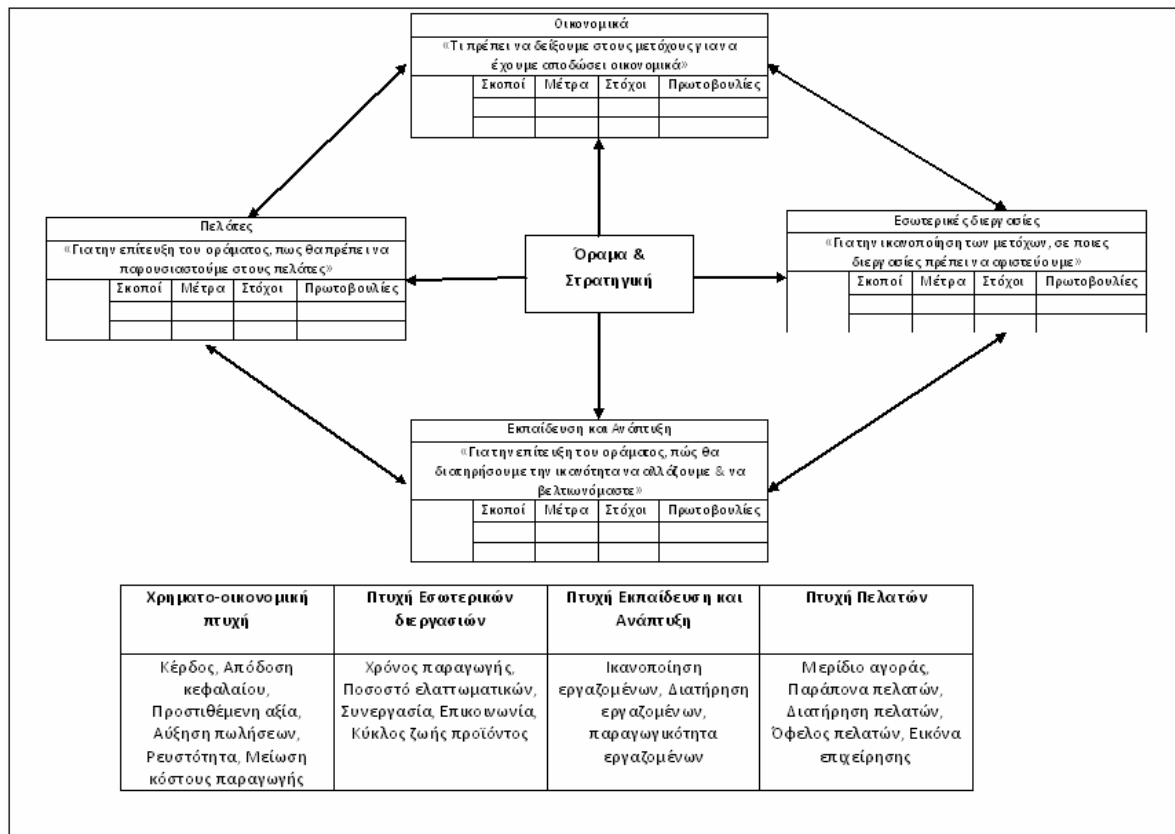 Οικονομικά
«Τι πρέπει να δείξουμε στους μετόχους για να
έχουμε αποδώσει οικονομικά»
Σκοποί Μέτρα Στόχοι Πρωτοβουλίες
Πελάτες
«Για την επίτευξη του οράματος, πως θα πρέπει να
παρουσιαστούμε στους πελάτες»
Σκοποί Μέτρα Στόχοι Πρωτοβουλίες
Όραμα &
Στρατηγική
Εσωτερικές διεργασίες
«Για την ικανοποίηση των μετόχων, σε ποιες
διεργασίες πρέπει να αριστεύουμε»
Σκοποί Μέτρα Στόχοι Πρωτοβουλίες
Εκπαίδευση και Ανάπτυξη
«Για την επίτευξη του οράματος, πώς θα
διατηρήσουμε την ικανότητα να αλλάζουμε & να
βελτιωνόμαστε»
Σκοποί Μέτρα Στόχοι Πρωτοβουλίες
Χρηματο-οικονομική
πτυχή
Πτυχή Εσωτερικών
διεργασιών
Πτυχή Εκπαίδευση και
Ανάπτυξη
Πτυχή Πελατών
Κέρδος, Απόδοση
κεφαλαίου,
Προστιθέμενη αξία,
Αύξηση πωλήσεων,
Ρευστότητα, Μείωση
κόστους παραγωγής
Χρόνος παραγωγής,
Ποσοστό ελαττωματικών,
Συνεργασία, Επικοινωνία,
Κύκλος ζωής προϊόντος
Ικανοποίηση
εργαζομένων, Διατήρηση
εργαζομένων,
παραγωγικότητα
εργαζομένων
Μερίδιο αγοράς,
Παράπονα πελατών,
Διατήρηση πελατών,
Όφελος πελατών, Εικόνα
επιχείρησης